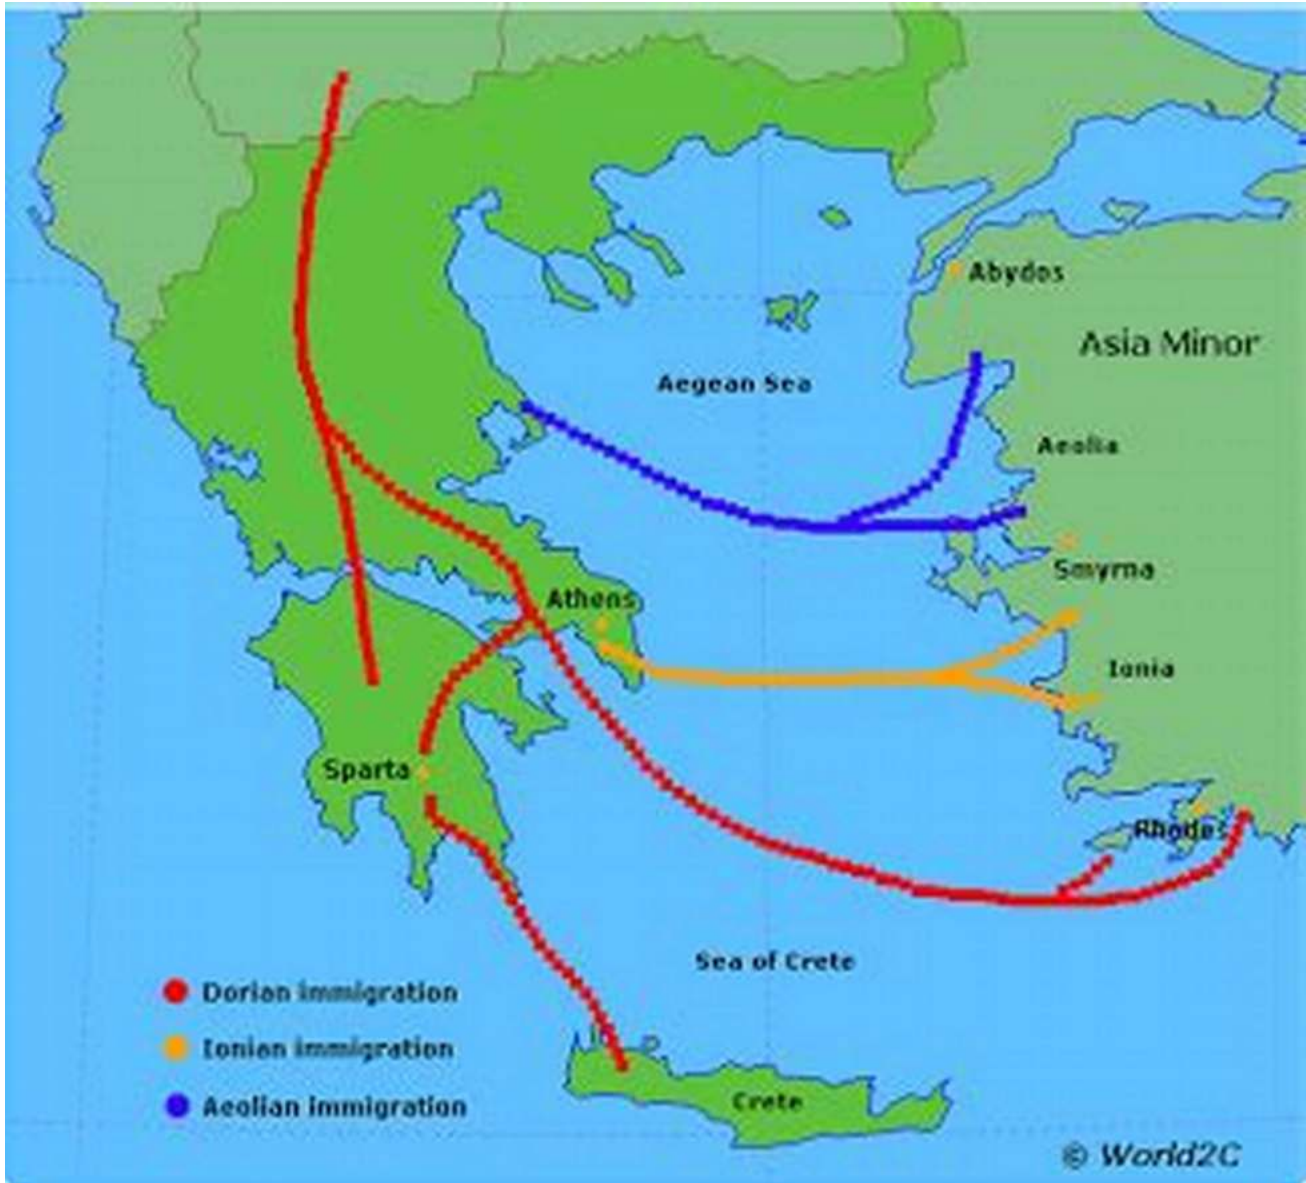 Abydos
Asia Minor
Aegean Sea
Aeolia
Smyrna
Athens
Ionia
Sparta
Rhodes
Sea of Crete
Dorian immigration
Ionian immigration
Aeolian immigration
Crete
© World2C